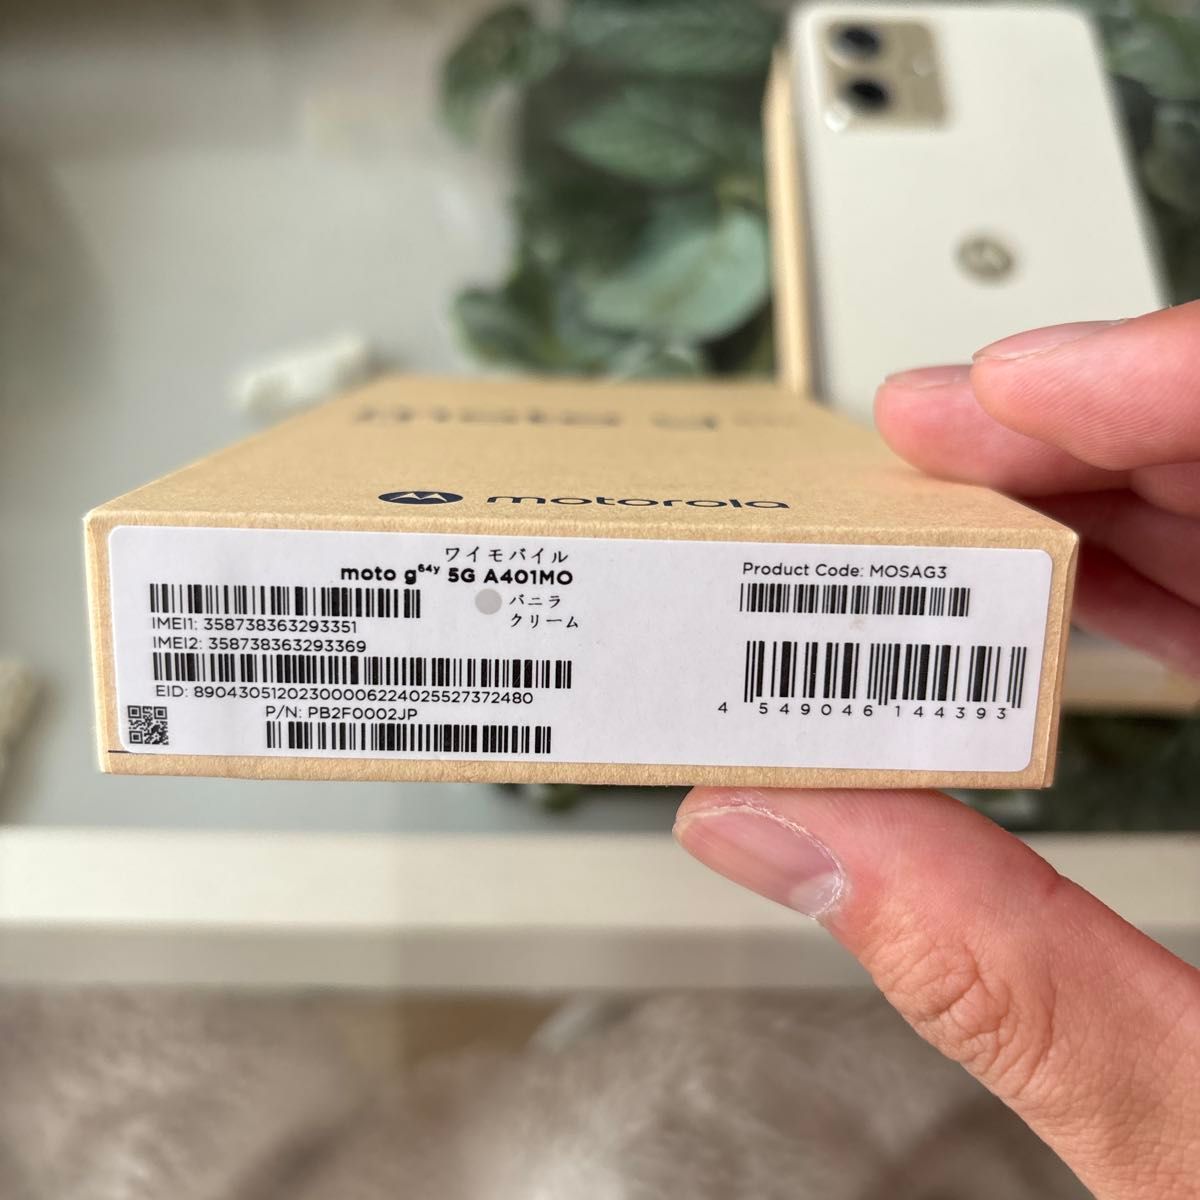 moto g
motorola
ワイモバイル
moto g64y 5G A401MO
バニラ
クリーム
IMEI1: 358738363293351
IMEI2: 358738363293369
EID: 89043051202300006224025527372480
P/N: PB2F0002JP
Product Code: MOSAG3
4 549046 144393